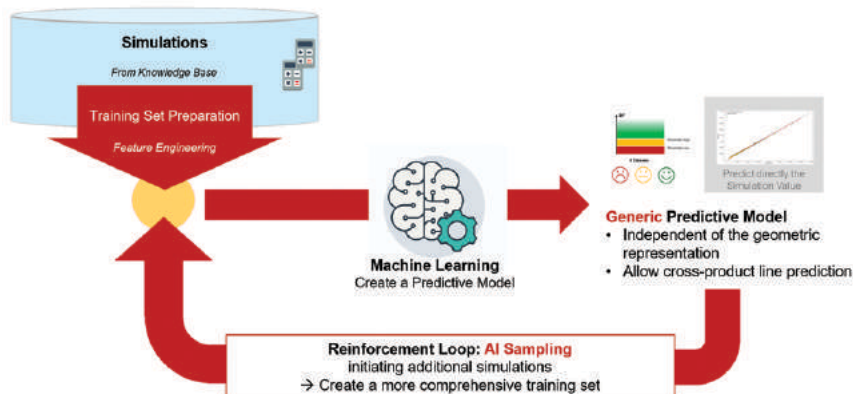 Simulations
From Knowledge Base
Training Set Preparation
Feature Engineering
Machine Learning
Create a Predictive Model
Predict directly the
Simulation Value
Generic Predictive Model
• Independent of the geometric
representation
• Allow cross-product line prediction
Reinforcement Loop: AI Sampling
initiating additional simulations
→ Create a more comprehensive training set